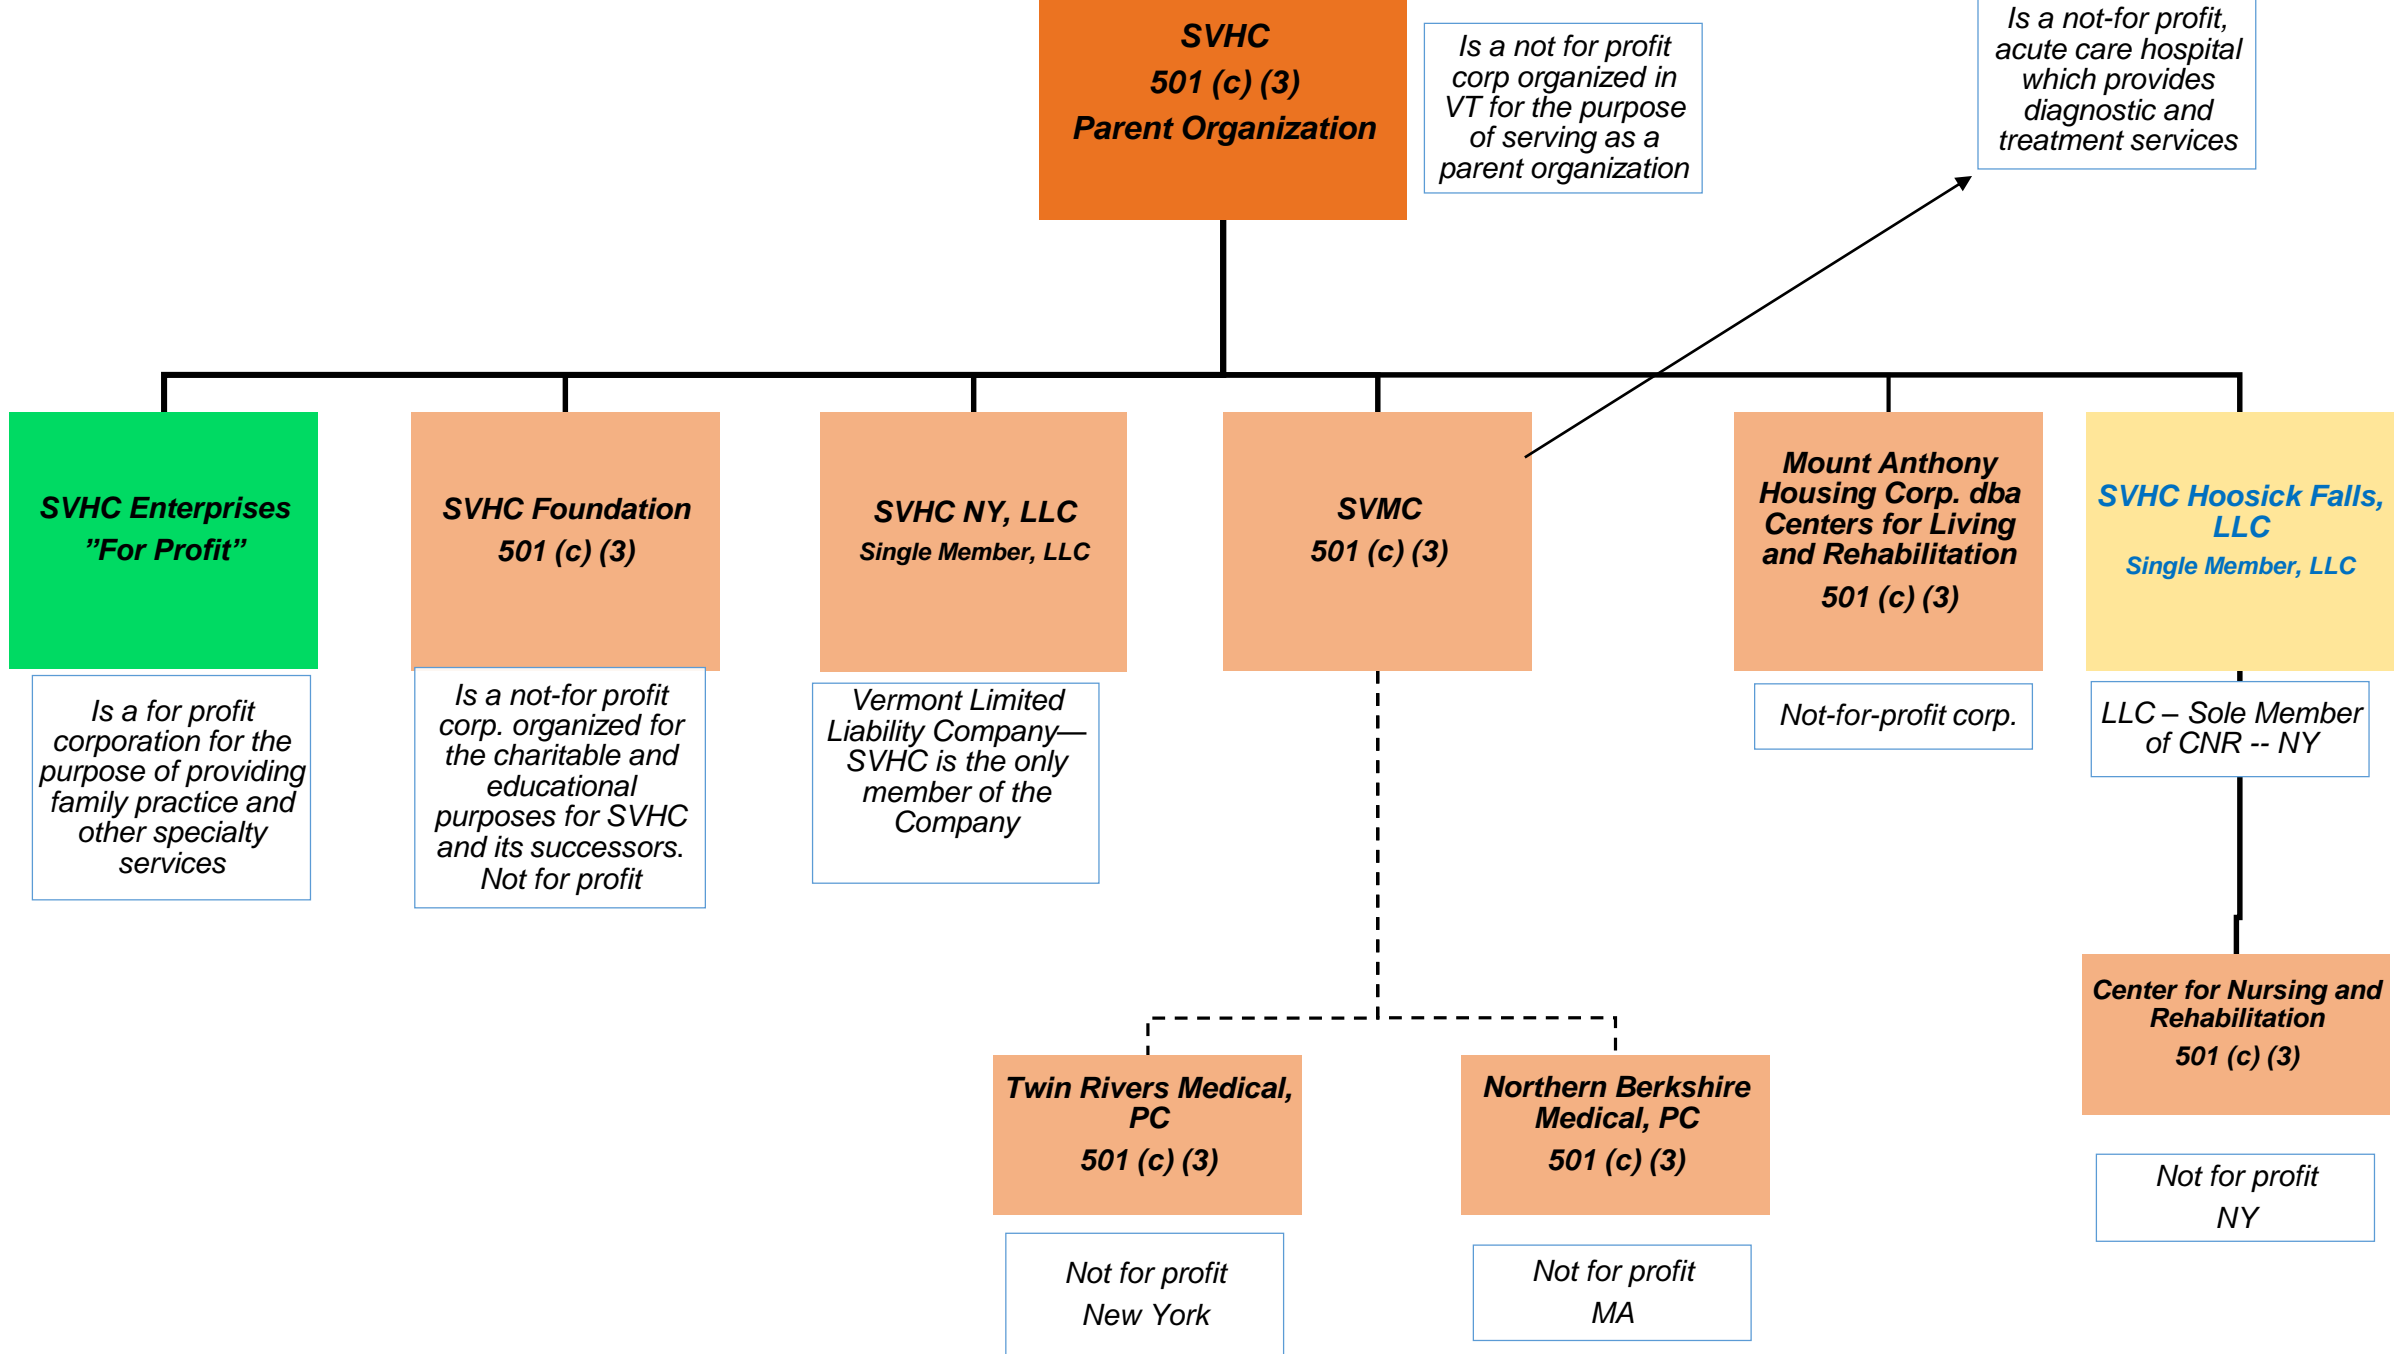 SVHC
501 (c) (3)
Parent Organization
Is a not for profit
corp organized in
VT for the purpose
of serving as a
parent organization
Is a not-for profit,
acute care hospital
which provides
diagnostic and
treatment services
SVHC Enterprises
”For Profit”
SVHC Foundation
501 (c) (3)
SVHC NY, LLC
Single Member, LLC
SVMC
501 (c) (3)
Mount Anthony
Housing Corp. dba
Centers for Living
and Rehabilitation
501 (c) (3)
SVHC Hoosick Falls,
LLC
Single Member, LLC
Is a for profit
corporation for the
purpose of providing
family practice and
other specialty
services
Is a not-for profit
corp. organized for
the charitable and
educational
purposes for SVHC
and its successors.
Not for profit
Vermont Limited
Liability Company—
SVHC is the only
member of the
Company
Not-for-profit corp.
LLC – Sole Member
of CNR -- NY
Twin Rivers Medical,
PC
501 (c) (3)
Northern Berkshire
Medical, PC
501 (c) (3)
Center for Nursing and
Rehabilitation
501 (c) (3)
Not for profit
New York
Not for profit
MA
Not for profit
NY